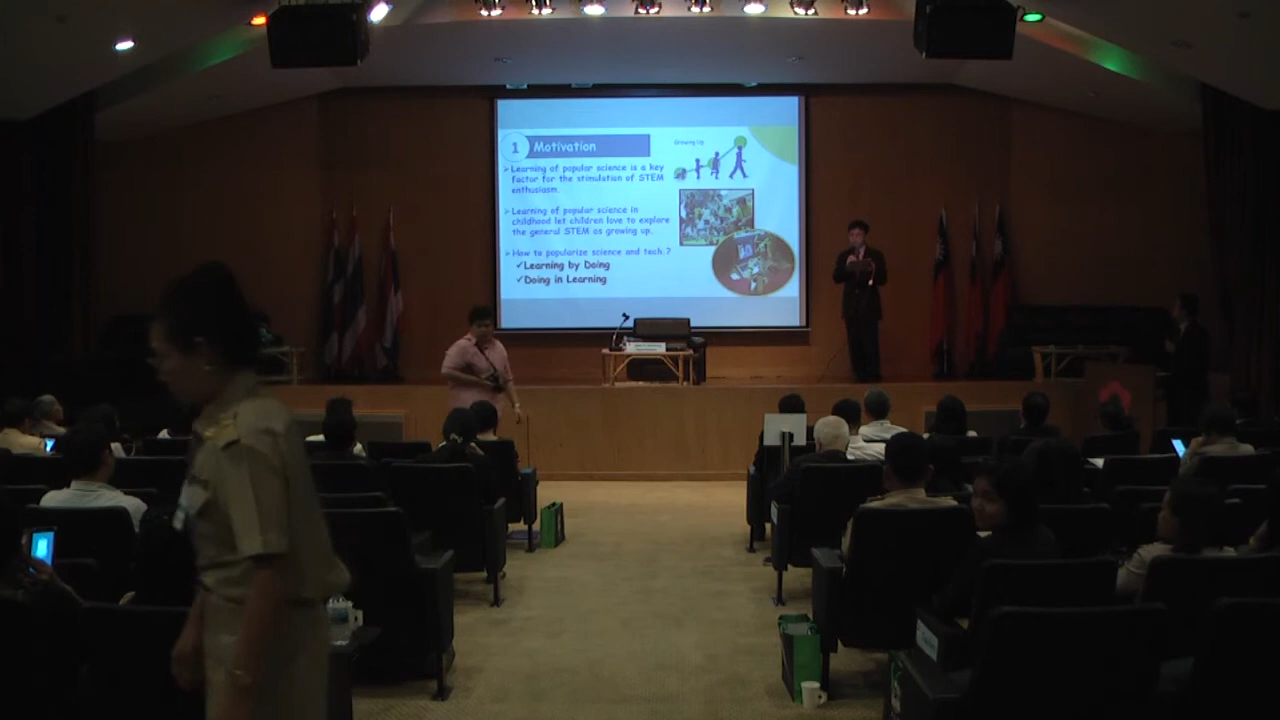 1 Motivation
Growing Up
➢Learning of popular science is a key
factor for the stimulation of STEM
enthusiasm.
➢Learning of popular science in
childhood let children love to explore
the general STEM as growing up.
➢How to popularize science and tech.?
✓Learning by Doing
✓Doing in Learning